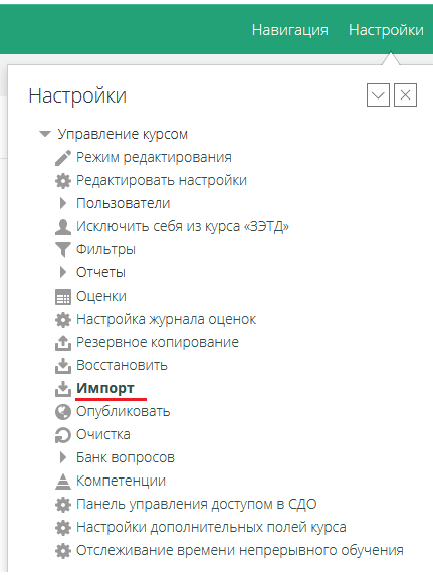 Навигация Настройки
Настройки
Управление курсом
Режим редактирования
Редактировать настройки
Пользователи
Исключить себя из курса «ЗЭТД»
Фильтры
Отчеты
Оценки
Настройка журнала оценок
Резервное копирование
Восстановить
Импорт
Опубликовать
Очистка
Банк вопросов
Компетенции
Панель управления доступом в СДО
Настройки дополнительных полей курса
Отслеживание времени непрерывного обучения